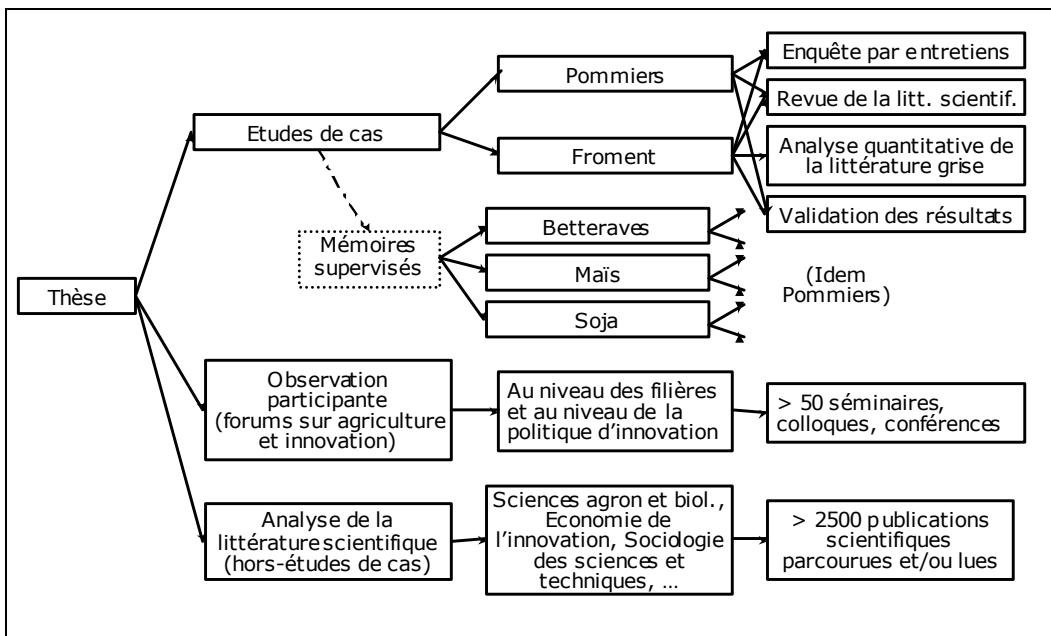 Thèse
Etudes de cas
Pommiers
Froment
Enquête par entretiens
Revue de la litt. scientif.
Analyse quantitative de
la littérature grise
Validation des résultats
Mémoires
supervisés
Betteraves
Maïs
Soja
(Idem
Pommiers)
Observation
participante
(forums sur agriculture
et innovation)
Au niveau des filières
et au niveau de la
politique d'innovation
> 50 séminaires,
colloques, conférences
Analyse de la
littérature scientifique
(hors-études de cas)
Sciences agron et biol.,
Economie de
l'innovation, Sociologie
des sciences et
techniques, ...
> 2500 publications
scientifiques
parcourues et/ou lues